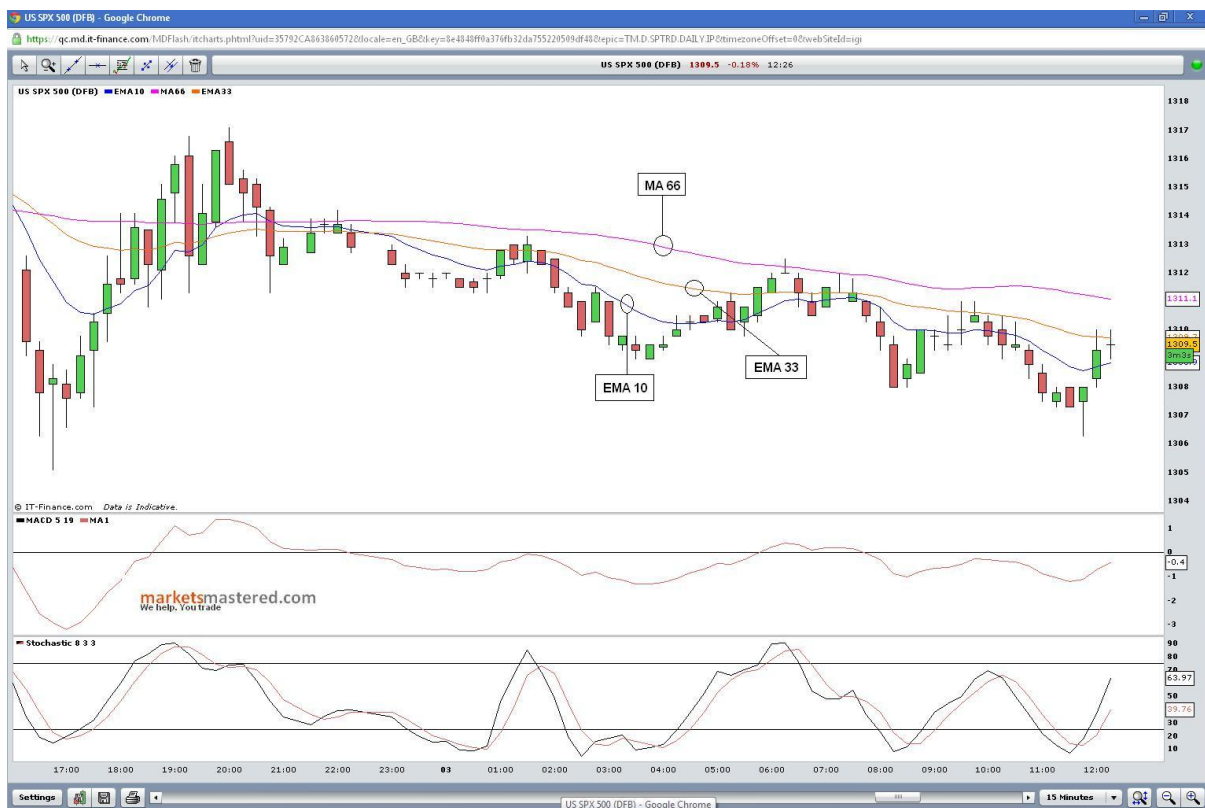 US SPX 500 (DFB) - Google Chrome
https://qc.md.it-finance.com/MDFlash/itcharts.phtml?uid=35792CA863860572&locale=en_GB&key=8e4848ff0a376fb32da755220509df48&epic=TM.D.SPTRD.DAILY.IP&timezoneOffset=0&webSiteId=igi
US SPX 500 (DFB) 1309.5 -0.18% 12:26
US SPX 500 (DFB) EMA10 MA66 EMA33
1318
1317
1316
1315
1314
1313
1312
1311.1
1310
1309.5
3m3s
1308
1307
1306
1305
1304
MA 66
EMA 10
EMA 33
© IT-Finance.com Data is Indicative.
MACD 5 19 MA1
1
0
-0.4
-1
-2
-3
marketsmastered.com
We help, You trade
Stochastic 8 3 3
90
80
70
63.97
50
39.76
30
20
10
17:00 18:00 19:00 20:00 21:00 22:00 23:00 03 01:00 02:00 03:00 04:00 05:00 06:00 07:00 08:00 09:00 10:00 11:00 12:00
Settings
15 Minutes
US SPX 500 (DFB) - Google Chrome